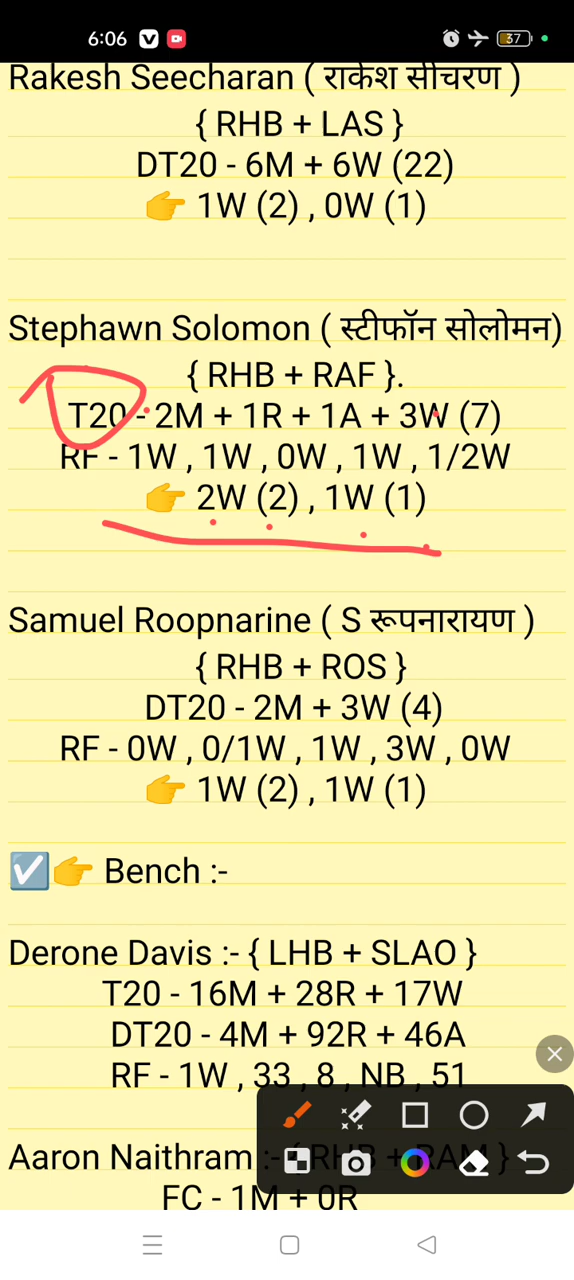 6:06
37
Rakesh Seecharan ( राकेश सीचरण )
{ RHB + LAS }
DT20 - 6M + 6W (22)
👉 1W (2) , 0W (1)
Stephawn Solomon ( स्टीफॉन सोलोमन)
{ RHB + RAF }.
T20 - 2M + 1R + 1A + 3W (7)
RF - 1W , 1W , 0W , 1W , 1/2W
👉 2W (2) , 1W (1)
Samuel Roopnarine ( S रूपनारायण )
{ RHB + ROS }
DT20 - 2M + 3W (4)
RF - 0W , 0/1W , 1W , 3W , 0W
👉 1W (2) , 1W (1)
☑️👉 Bench :-
Derone Davis :- { LHB + SLAO }
T20 - 16M + 28R + 17W
DT20 - 4M + 92R + 46A
RF - 1W , 33 , 8 , NB , 51
Aaron Naithram :- { RHB + RAM }
FC - 1M + 0R